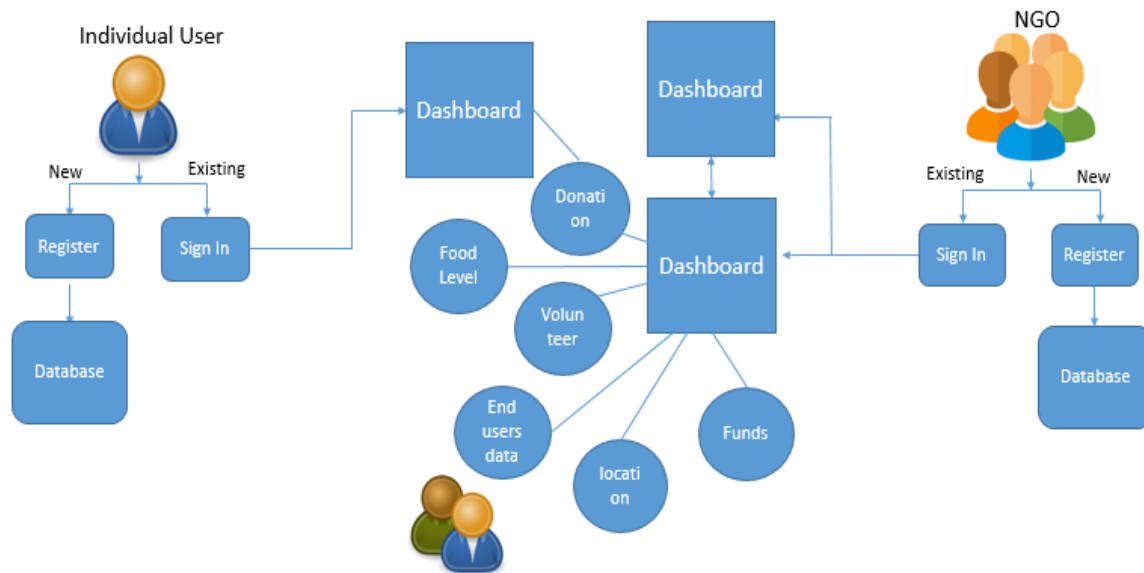 Individual User
New
Existing
Register
Sign In
Database
Dashboard
Dashboard
Donati
on
Food
Level
Dashboard
Volun
teer
End
users
data
locati
on
Funds
NGO
Existing
New
Sign In
Register
Database